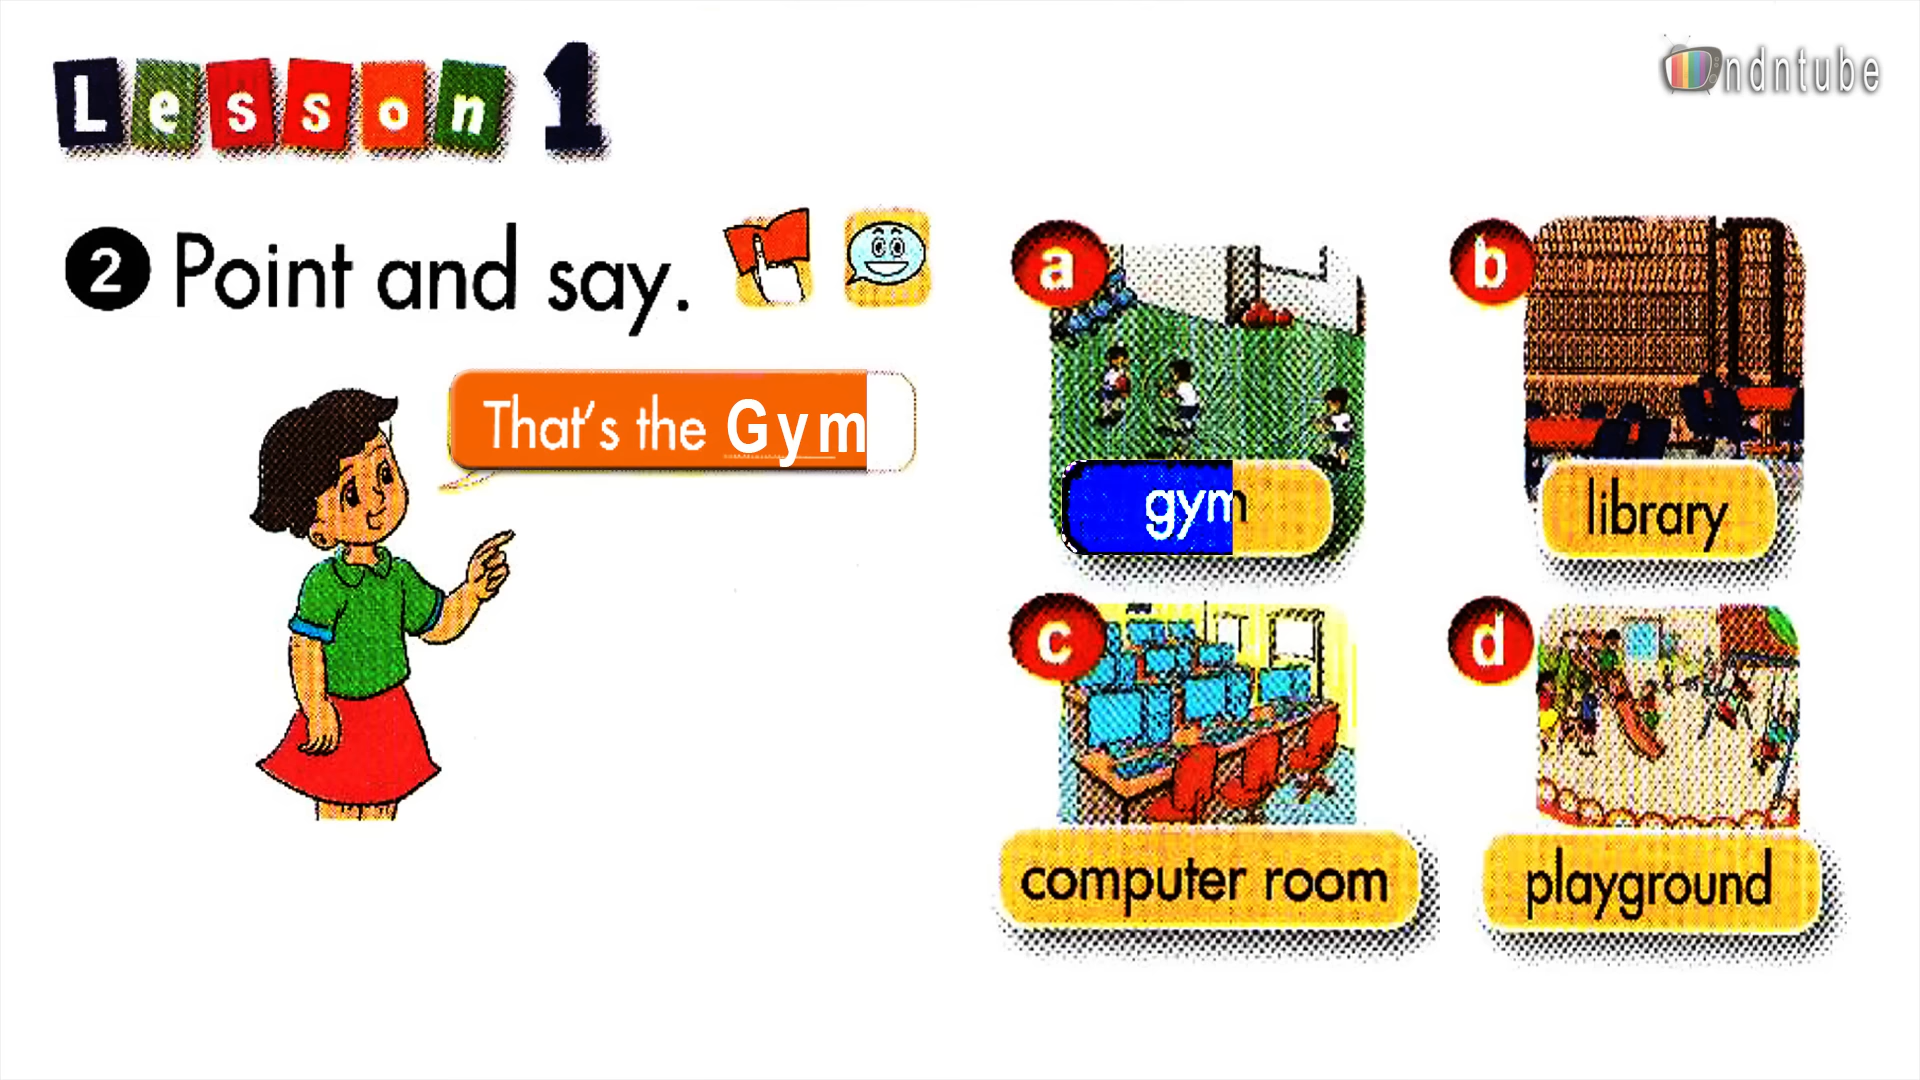 Lesson 1
ndntube
2 Point and say.
That's the Gym
a
gym
b
library
c
computer room
d
playground